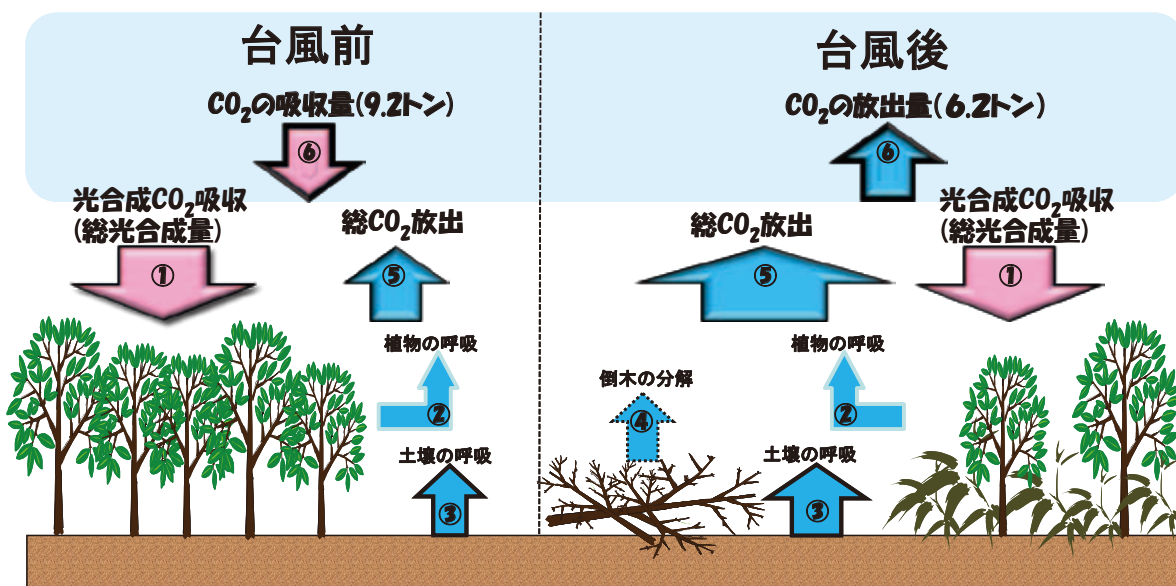 台風前
CO₂の吸収量(9.2トン)
⑥
光合成CO₂吸収
(総光合成量)
①
総CO₂放出
⑤
植物の呼吸
②
土壌の呼吸
③
台風後
CO₂の放出量(6.2トン)
⑥
総CO₂放出
⑤
光合成CO₂吸収
(総光合成量)
①
植物の呼吸
②
倒木の分解
④
土壌の呼吸
③